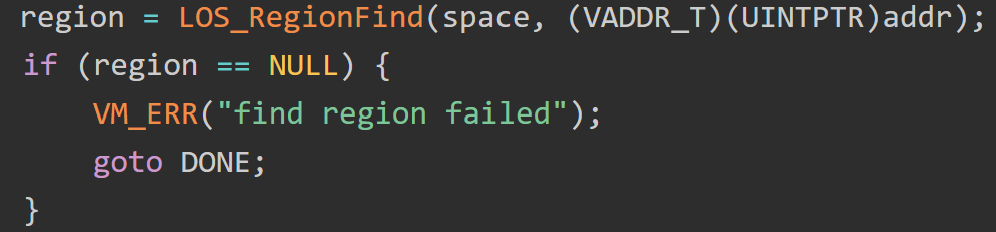 region = LOS_RegionFind(space, (VADDR_T)(UINTPTR)addr);
if (region == NULL) {
    VM_ERR("find region failed");
    goto DONE;
}